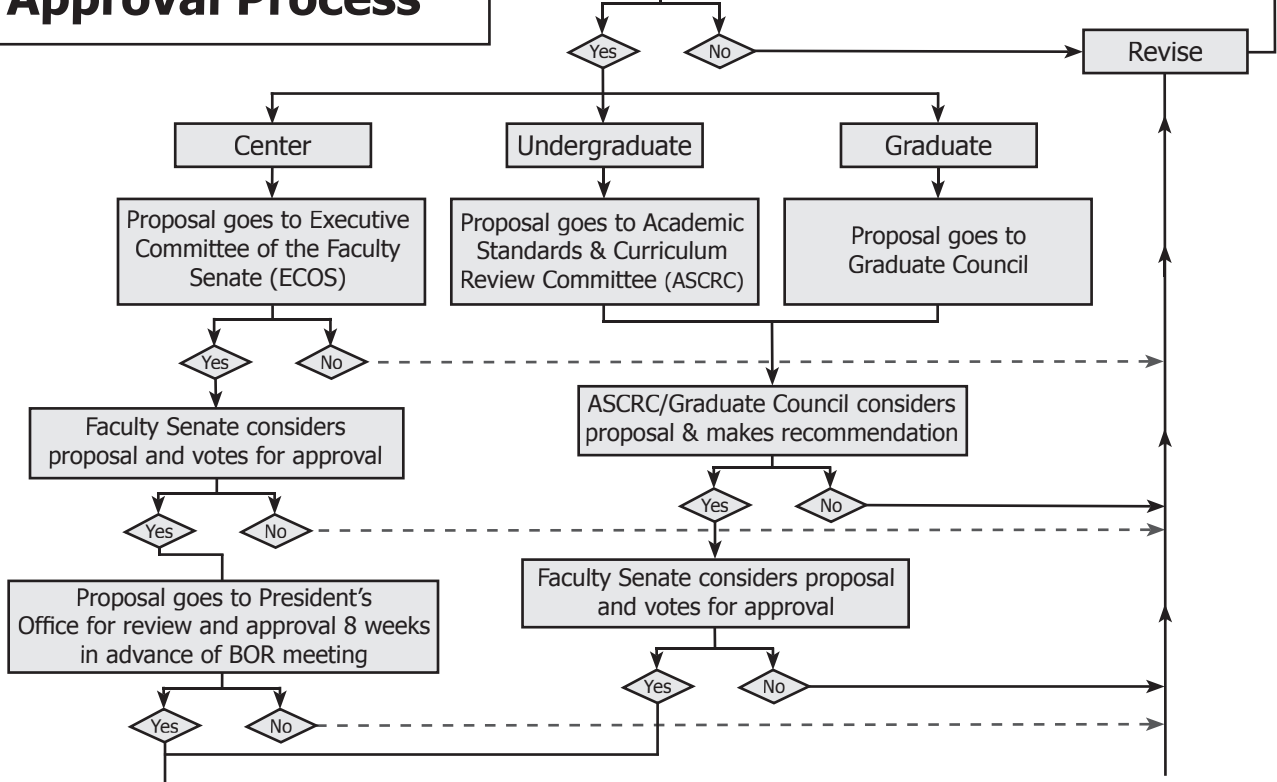 Approval Process
Yes
No
Revise
Center
Undergraduate
Graduate
Proposal goes to Executive
Committee of the Faculty
Senate (ECOS)
Proposal goes to Academic
Standards & Curriculum
Review Committee (ASCRC)
Proposal goes to
Graduate Council
Yes
No
ASCRC/Graduate Council considers
proposal & makes recommendation
Faculty Senate considers
proposal and votes for approval
Yes
No
Yes
No
Faculty Senate considers proposal
and votes for approval
Proposal goes to President's
Office for review and approval 8 weeks
in advance of BOR meeting
Yes
No
Yes
No